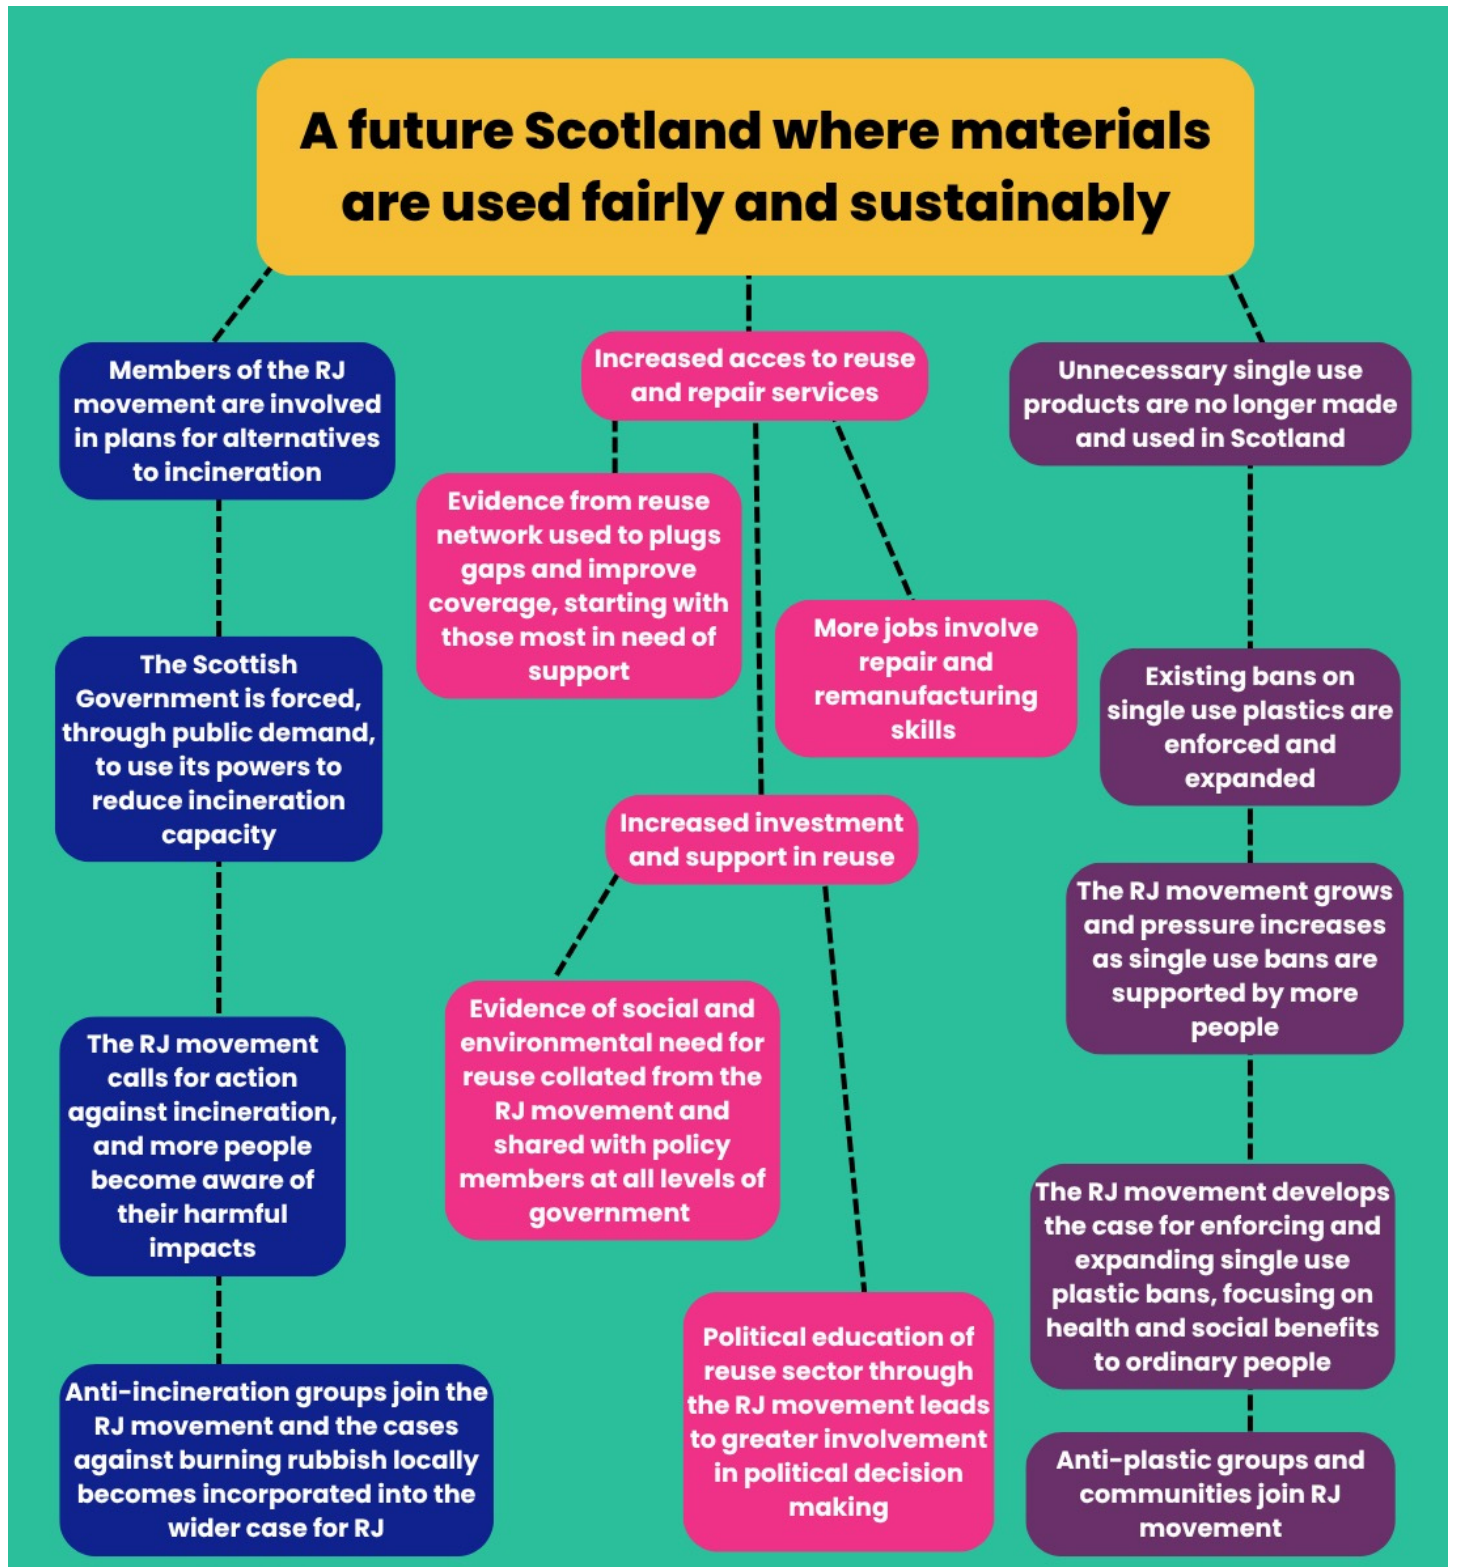 A future Scotland where materials
are used fairly and sustainably
Members of the RJ
movement are involved
in plans for alternatives
to incineration
The Scottish
Government is forced,
through public demand,
to use its powers to
reduce incineration
capacity
The RJ movement
calls for action
against incineration,
and more people
become aware of
their harmful
impacts
Anti-incineration groups join the
RJ movement and the cases
against burning rubbish locally
becomes incorporated into the
wider case for RJ
Increased acces to reuse
and repair services
Evidence from reuse
network used to plugs
gaps and improve
coverage, starting with
those most in need of
support
More jobs involve
repair and
remanufacturing
skills
Increased investment
and support in reuse
Evidence of social and
environmental need for
reuse collated from the
RJ movement and
shared with policy
members at all levels of
government
Political education of
reuse sector through
the RJ movement leads
to greater involvement
in political decision
making
Unnecessary single use
products are no longer made
and used in Scotland
Existing bans on
single use plastics are
enforced and
expanded
The RJ movement grows
and pressure increases
as single use bans are
supported by more
people
The RJ movement develops
the case for enforcing and
expanding single use
plastic bans, focusing on
health and social benefits
to ordinary people
Anti-plastic groups and
communities join RJ
movement